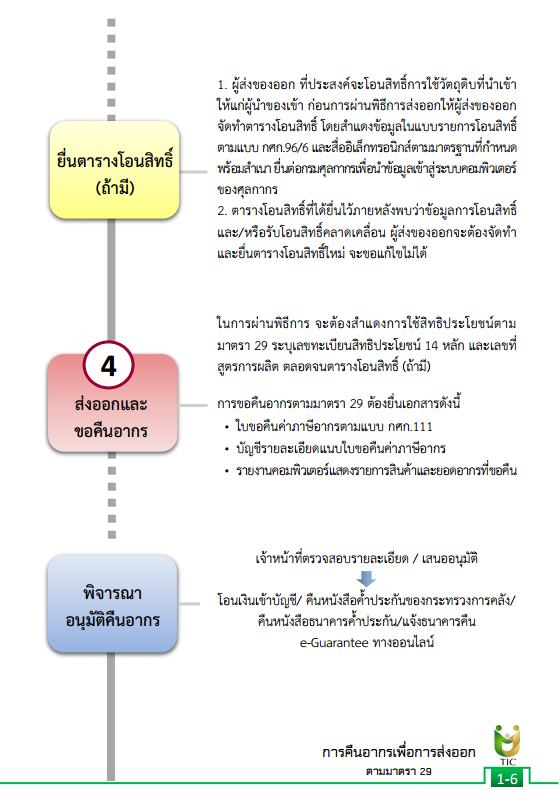 1. ผู้ส่งของออก ที่ประสงค์จะโอนสิทธิ์การใช้วัตถุดิบที่นำเข้า
ให้แก่ผู้นำของเข้า ก่อนการผ่านพิธีการส่งออกให้ผู้ส่งของออก
จัดทำตารางโอนสิทธิ์ โดยแสดงข้อมูลในแบบรายการโอนสิทธิ์
ตามแบบ กศก.96/6 และสื่ออิเล็กทรอนิกส์ตามมาตรฐานที่กำหนด
พร้อมสำเนา ยื่นต่อกรมศุลกากรเพื่อนำข้อมูลเข้าสู่ระบบคอมพิวเตอร์
ของศุลกากร
2. ตารางโอนสิทธิ์ที่ได้ยื่นไว้ภายหลังพบว่าข้อมูลการโอนสิทธิ์
และ/หรือรับโอนสิทธิ์คลาดเคลื่อน ผู้ส่งของออกจะต้องจัดทำ
และยื่นตารางโอนสิทธิ์ใหม่ จะขอแก้ไขไม่ได้
ยื่นตารางโอนสิทธิ์
(ถ้ามี)
4
ส่งออกและ
ขอคืนอากร
ในการผ่านพิธีการ จะต้องสำแดงการใช้สิทธิประโยชน์ตาม
มาตรา 29 ระบุเลขทะเบียนสิทธิประโยชน์ 14 หลัก และเลขที่
สูตรการผลิต ตลอดจนตารางโอนสิทธิ์ (ถ้ามี)
การขอคืนอากรตามมาตรา 29 ต้องยื่นเอกสารดังนี้
• ใบขอคืนค่าภาษีอากรตามแบบ กศก.111
• บัญชีรายละเอียดแนบใบขอคืนค่าภาษีอากร
• รายงานคอมพิวเตอร์แสดงรายการสินค้าและยอดอากรที่ขอคืน
พิจารณา
อนุมัติคืนอากร
เจ้าหน้าที่ตรวจสอบรายละเอียด / เสนออนุมัติ
โอนเงินเข้าบัญชี/ คืนหนังสือค้ำประกันของกระทรวงการคลัง/
คืนหนังสือธนาคารค้ำประกัน/แจ้งธนาคารคืน
e-Guarantee ทางออนไลน์
การคืนอากรเพื่อการส่งออก
ตามมาตรา 29
TIC
1-6